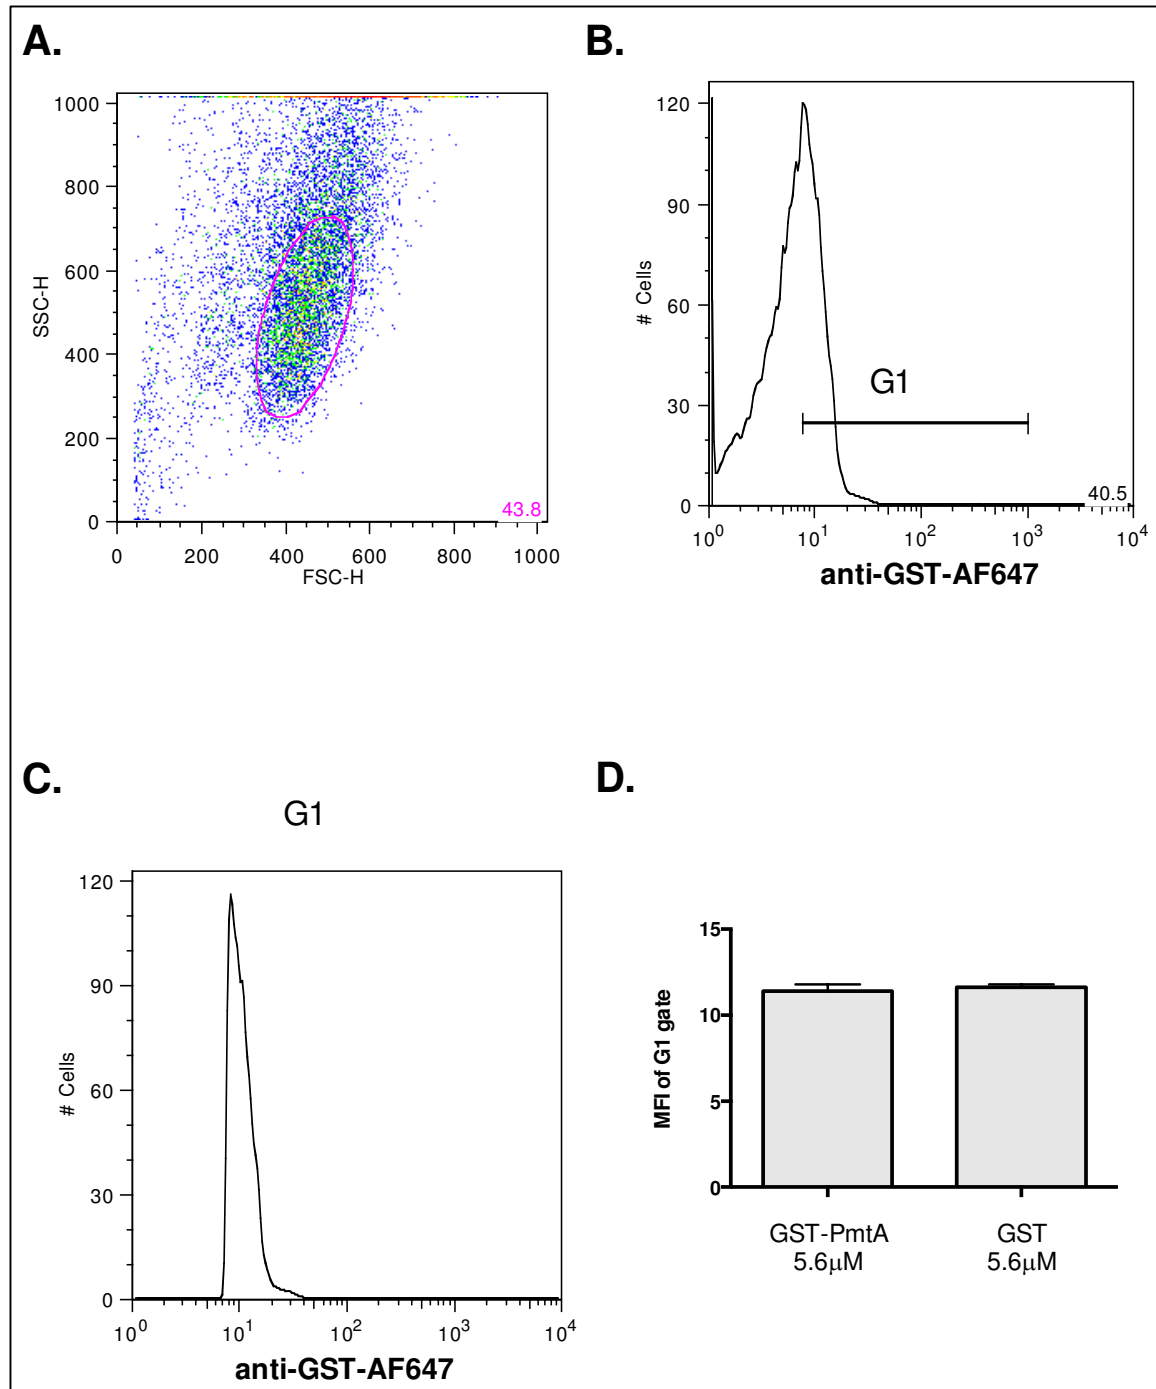 A.
1000
800
600
400
200
0
SSC-H
43.8
0 200 400 600 800 1000
FSC-H
B.
120
90
60
30
0
# Cells
G1
40.5
10^0 10^1 10^2 10^3 10^4
anti-GST-AF647
C.
G1
120
90
60
30
0
# Cells
10^0 10^1 10^2 10^3 10^4
anti-GST-AF647
D.
15
10
5
0
MFI of G1 gate
GST-PmtA GST
5.6μM 5.6μM